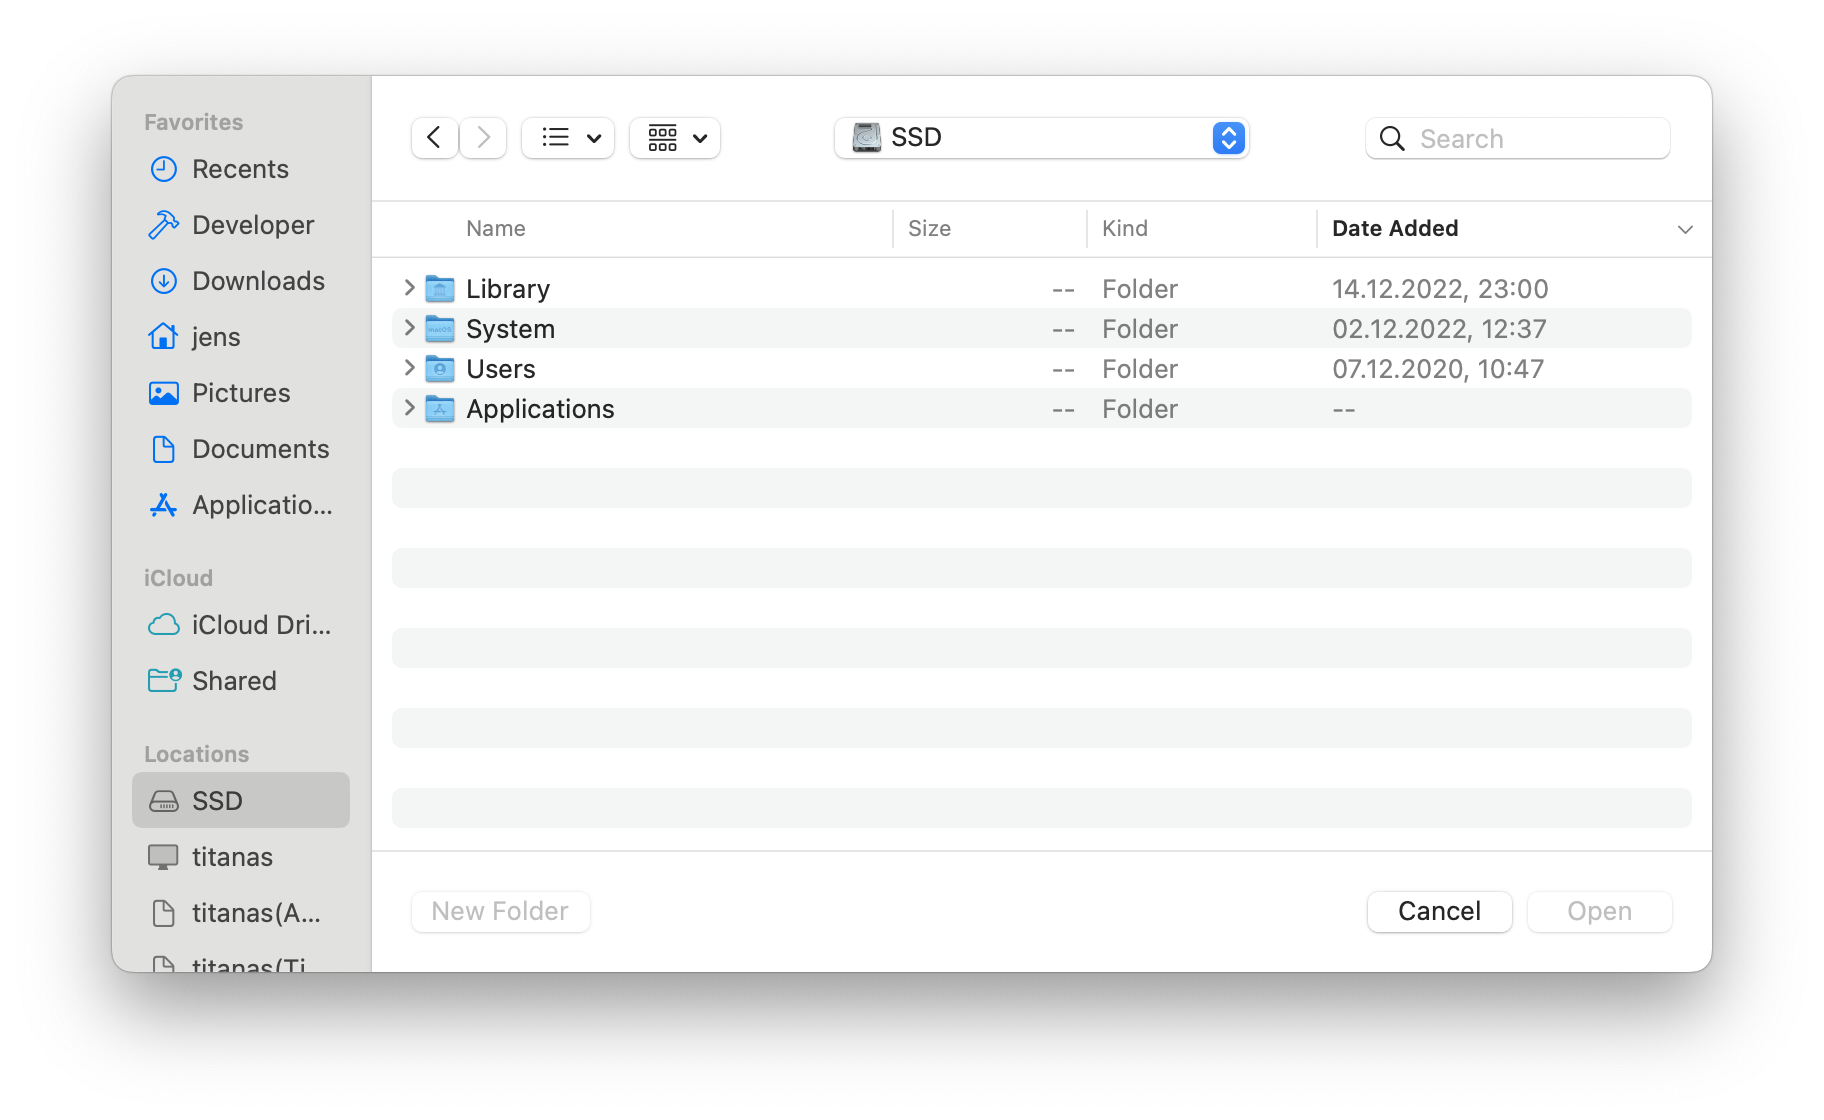 Favorites
Recents
Developer
Downloads
jens
Pictures
Documents
Applicatio...
iCloud
iCloud Dri...
Shared
Locations
SSD
titanas
titanas(A...
titanas(Ti
SSD
Search
Name Size Kind Date Added
Library -- Folder 14.12.2022, 23:00
System -- Folder 02.12.2022, 12:37
Users -- Folder 07.12.2020, 10:47
Applications -- Folder --
New Folder Cancel Open